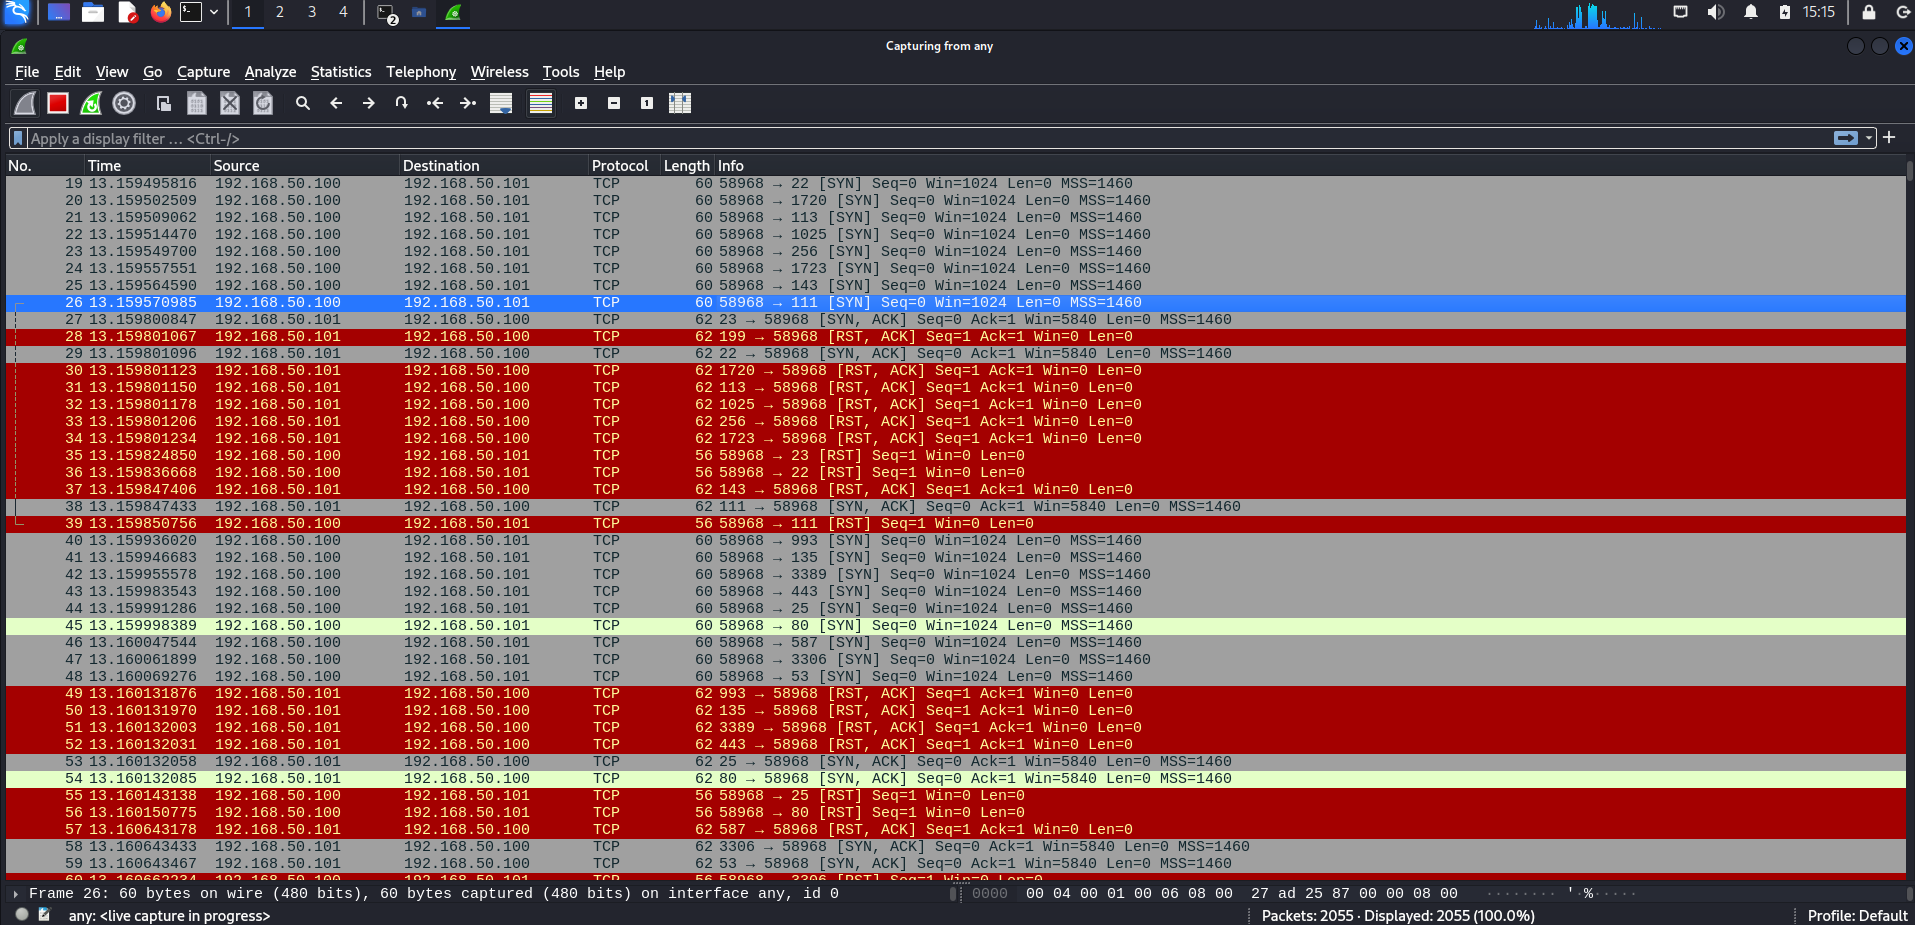 1 2 3 4 2 15:15
Capturing from any
File Edit View Go Capture Analyze Statistics Telephony Wireless Tools Help
Apply a display filter … <Ctrl-/>
No. Time Source Destination Protocol Length Info
19 13.159495816 192.168.50.100 192.168.50.101 TCP 60 58968 → 22 [SYN] Seq=0 Win=1024 Len=0 MSS=1460
20 13.159502509 192.168.50.100 192.168.50.101 TCP 60 58968 → 1720 [SYN] Seq=0 Win=1024 Len=0 MSS=1460
21 13.159509062 192.168.50.100 192.168.50.101 TCP 60 58968 → 113 [SYN] Seq=0 Win=1024 Len=0 MSS=1460
22 13.159514470 192.168.50.100 192.168.50.101 TCP 60 58968 → 1025 [SYN] Seq=0 Win=1024 Len=0 MSS=1460
23 13.159549700 192.168.50.100 192.168.50.101 TCP 60 58968 → 256 [SYN] Seq=0 Win=1024 Len=0 MSS=1460
24 13.159557551 192.168.50.100 192.168.50.101 TCP 60 58968 → 1723 [SYN] Seq=0 Win=1024 Len=0 MSS=1460
25 13.159564590 192.168.50.100 192.168.50.101 TCP 60 58968 → 143 [SYN] Seq=0 Win=1024 Len=0 MSS=1460
26 13.159570985 192.168.50.100 192.168.50.101 TCP 60 58968 → 111 [SYN] Seq=0 Win=1024 Len=0 MSS=1460
27 13.159800847 192.168.50.101 192.168.50.100 TCP 62 23 → 58968 [SYN, ACK] Seq=0 Ack=1 Win=5840 Len=0 MSS=1460
28 13.159801067 192.168.50.101 192.168.50.100 TCP 62 199 → 58968 [RST, ACK] Seq=1 Ack=1 Win=0 Len=0
29 13.159801096 192.168.50.101 192.168.50.100 TCP 62 22 → 58968 [SYN, ACK] Seq=0 Ack=1 Win=5840 Len=0 MSS=1460
30 13.159801123 192.168.50.101 192.168.50.100 TCP 62 1720 → 58968 [RST, ACK] Seq=1 Ack=1 Win=0 Len=0
31 13.159801150 192.168.50.101 192.168.50.100 TCP 62 113 → 58968 [RST, ACK] Seq=1 Ack=1 Win=0 Len=0
32 13.159801178 192.168.50.101 192.168.50.100 TCP 62 1025 → 58968 [RST, ACK] Seq=1 Ack=1 Win=0 Len=0
33 13.159801206 192.168.50.101 192.168.50.100 TCP 62 256 → 58968 [RST, ACK] Seq=1 Ack=1 Win=0 Len=0
34 13.159801234 192.168.50.101 192.168.50.100 TCP 62 1723 → 58968 [RST, ACK] Seq=1 Ack=1 Win=0 Len=0
35 13.159824850 192.168.50.100 192.168.50.101 TCP 56 58968 → 23 [RST] Seq=1 Win=0 Len=0
36 13.159836668 192.168.50.100 192.168.50.101 TCP 56 58968 → 22 [RST] Seq=1 Win=0 Len=0
37 13.159847406 192.168.50.101 192.168.50.100 TCP 62 143 → 58968 [RST, ACK] Seq=1 Ack=1 Win=0 Len=0
38 13.159847433 192.168.50.101 192.168.50.100 TCP 62 111 → 58968 [SYN, ACK] Seq=0 Ack=1 Win=5840 Len=0 MSS=1460
39 13.159850756 192.168.50.100 192.168.50.101 TCP 56 58968 → 111 [RST] Seq=1 Win=0 Len=0
40 13.159936020 192.168.50.100 192.168.50.101 TCP 60 58968 → 993 [SYN] Seq=0 Win=1024 Len=0 MSS=1460
41 13.159946683 192.168.50.100 192.168.50.101 TCP 60 58968 → 135 [SYN] Seq=0 Win=1024 Len=0 MSS=1460
42 13.159955578 192.168.50.100 192.168.50.101 TCP 60 58968 → 3389 [SYN] Seq=0 Win=1024 Len=0 MSS=1460
43 13.159983543 192.168.50.100 192.168.50.101 TCP 60 58968 → 443 [SYN] Seq=0 Win=1024 Len=0 MSS=1460
44 13.159991286 192.168.50.100 192.168.50.101 TCP 60 58968 → 25 [SYN] Seq=0 Win=1024 Len=0 MSS=1460
45 13.159998389 192.168.50.100 192.168.50.101 TCP 60 58968 → 80 [SYN] Seq=0 Win=1024 Len=0 MSS=1460
46 13.160047544 192.168.50.100 192.168.50.101 TCP 60 58968 → 587 [SYN] Seq=0 Win=1024 Len=0 MSS=1460
47 13.160061899 192.168.50.100 192.168.50.101 TCP 60 58968 → 3306 [SYN] Seq=0 Win=1024 Len=0 MSS=1460
48 13.160069276 192.168.50.100 192.168.50.101 TCP 60 58968 → 53 [SYN] Seq=0 Win=1024 Len=0 MSS=1460
49 13.160131876 192.168.50.101 192.168.50.100 TCP 62 993 → 58968 [RST, ACK] Seq=1 Ack=1 Win=0 Len=0
50 13.160131970 192.168.50.101 192.168.50.100 TCP 62 135 → 58968 [RST, ACK] Seq=1 Ack=1 Win=0 Len=0
51 13.160132003 192.168.50.101 192.168.50.100 TCP 62 3389 → 58968 [RST, ACK] Seq=1 Ack=1 Win=0 Len=0
52 13.160132031 192.168.50.101 192.168.50.100 TCP 62 443 → 58968 [RST, ACK] Seq=1 Ack=1 Win=0 Len=0
53 13.160132058 192.168.50.101 192.168.50.100 TCP 62 25 → 58968 [SYN, ACK] Seq=0 Ack=1 Win=5840 Len=0 MSS=1460
54 13.160132085 192.168.50.101 192.168.50.100 TCP 62 80 → 58968 [SYN, ACK] Seq=0 Ack=1 Win=5840 Len=0 MSS=1460
55 13.160143138 192.168.50.100 192.168.50.101 TCP 56 58968 → 25 [RST] Seq=1 Win=0 Len=0
56 13.160150775 192.168.50.100 192.168.50.101 TCP 56 58968 → 80 [RST] Seq=1 Win=0 Len=0
57 13.160643178 192.168.50.101 192.168.50.100 TCP 62 587 → 58968 [RST, ACK] Seq=1 Ack=1 Win=0 Len=0
58 13.160643433 192.168.50.101 192.168.50.100 TCP 62 3306 → 58968 [SYN, ACK] Seq=0 Ack=1 Win=5840 Len=0 MSS=1460
59 13.160643467 192.168.50.101 192.168.50.100 TCP 62 53 → 58968 [SYN, ACK] Seq=0 Ack=1 Win=5840 Len=0 MSS=1460
60 13.160662234 192.168.50.100 192.168.50.101 TCP 56 58968 → 3306 [RST] Seq=1 Win=0 Len=0
Frame 26: 60 bytes on wire (480 bits), 60 bytes captured (480 bits) on interface any, id 0 0000 00 04 00 01 00 06 08 00 27 ad 25 87 00 00 08 00 ········ '·%·····
any: <live capture in progress> Packets: 2055 · Displayed: 2055 (100.0%) Profile: Default